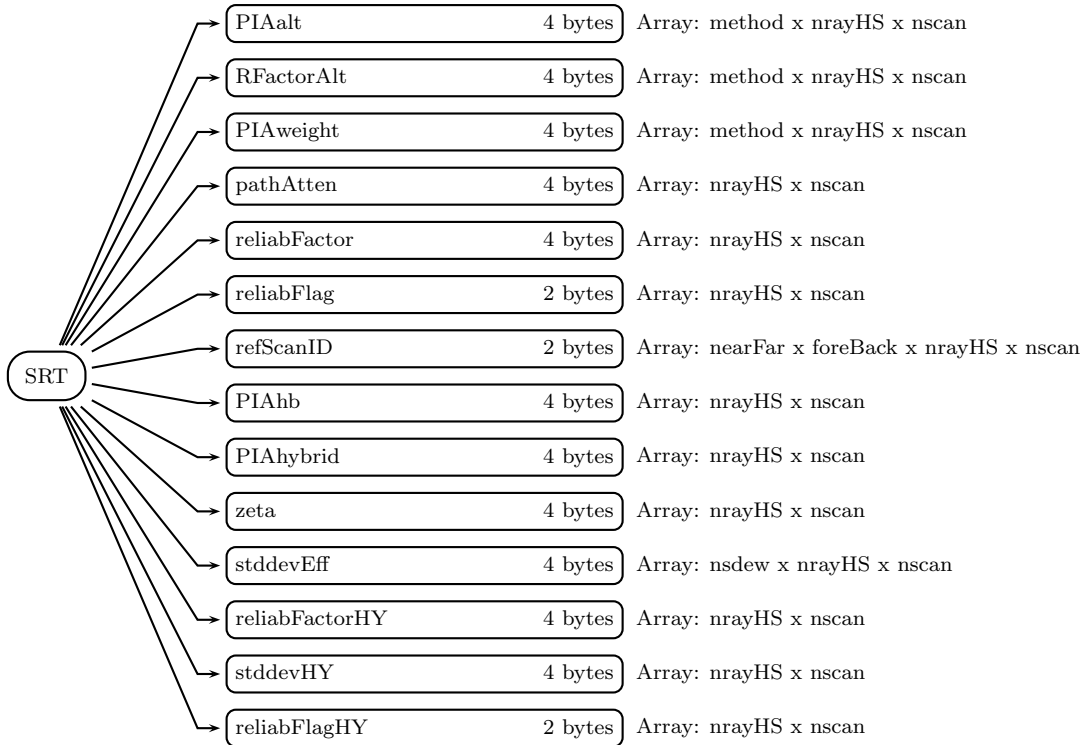 PIAalt 4 bytes Array: method x nrayHS x nscan
RFactorAlt 4 bytes Array: method x nrayHS x nscan
PIAweight 4 bytes Array: method x nrayHS x nscan
pathAtten 4 bytes Array: nrayHS x nscan
reliabFactor 4 bytes Array: nrayHS x nscan
reliabFlag 2 bytes Array: nrayHS x nscan
refScanID 2 bytes Array: nearFar x foreBack x nrayHS x nscan
SRT
PIAhb 4 bytes Array: nrayHS x nscan
PIAhybrid 4 bytes Array: nrayHS x nscan
zeta 4 bytes Array: nrayHS x nscan
stddevEff 4 bytes Array: nsdew x nrayHS x nscan
reliabFactorHY 4 bytes Array: nrayHS x nscan
stddevHY 4 bytes Array: nrayHS x nscan
reliabFlagHY 2 bytes Array: nrayHS x nscan